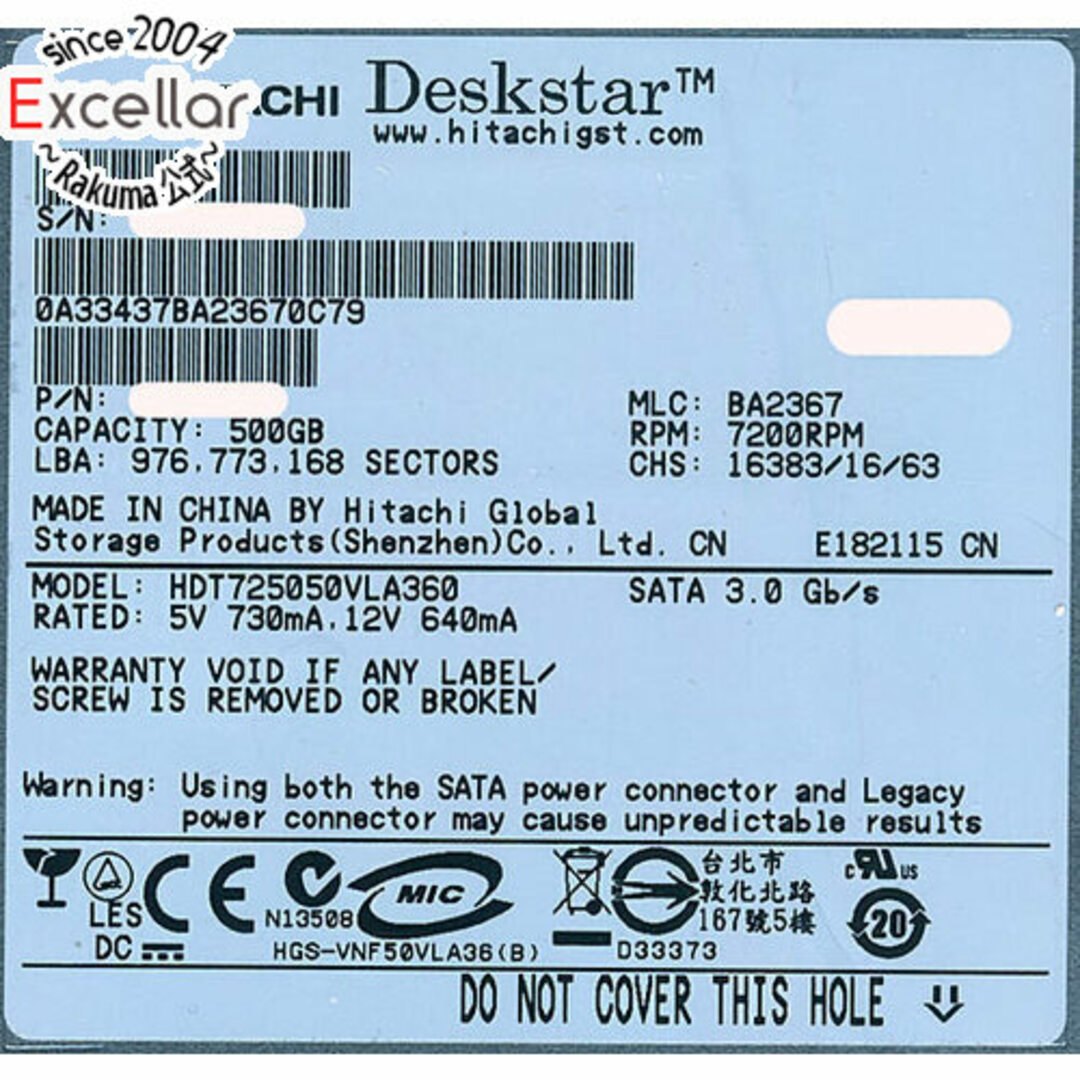 since 2004
Excellar
~Rakuma 公式~
CHI Deskstar™
www.hitachigst.com
S/N:
0A33437BA23670C79
P/N:
CAPACITY: 500GB
LBA: 976,773,168 SECTORS
MLC: BA2367
RPM: 7200RPM
CHS: 16383/16/63
MADE IN CHINA BY Hitachi Global
Storage Products(Shenzhen)Co., Ltd. CN E182115 CN
MODEL: HDT725050VLA360 SATA 3.0 Gb/s
RATED: 5V 730mA,12V 640mA
WARRANTY VOID IF ANY LABEL/
SCREW IS REMOVED OR BROKEN
Warning: Using both the SATA power connector and Legacy
power connector may cause unpredictable results
LES
DC
CE
N13508
MIC
HGS-VNF50VLA36(B)
台北市
敦化北路
167號5樓
D33373
c RU US
20
DO NOT COVER THIS HOLE